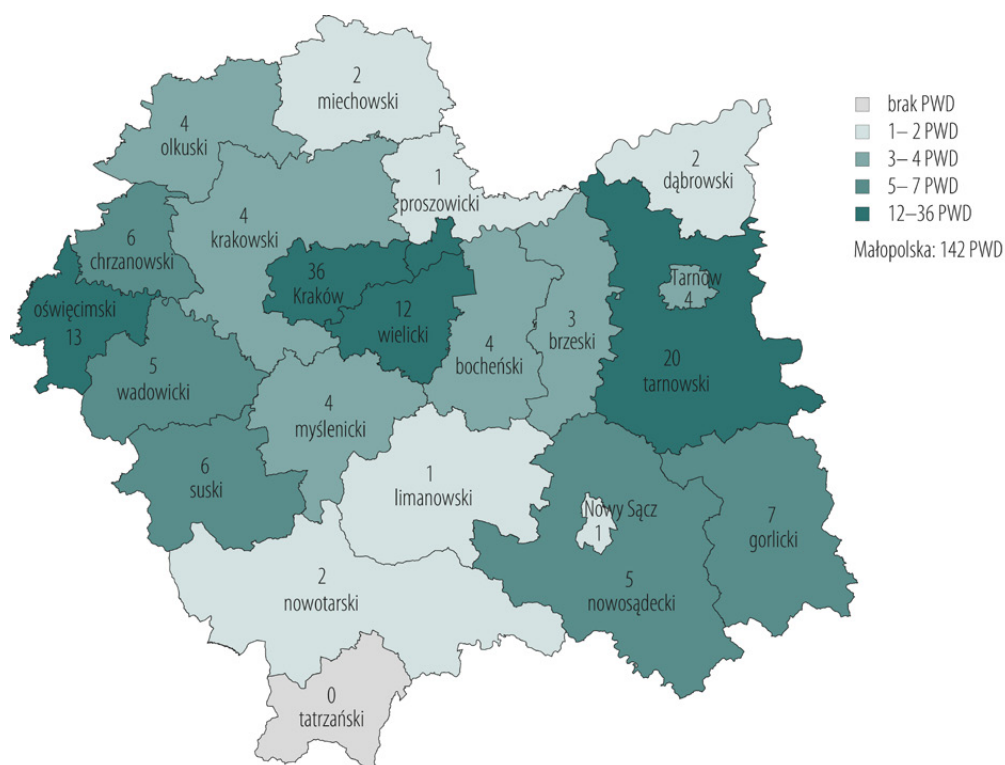 2
miechowski
4
olkuski
1
proszowicki
2
dąbrowski
4
krakowski
6
chrzanowski
36
Kraków
oświęcimski
13
12
wielicki
Tarnów
4
3
brzeski
4
bocheński
20
tarnowski
5
wadowicki
4
myślenicki
6
suski
1
limanowski
Nowy Sącz
1
7
gorlicki
2
nowotarski
5
nowosądecki
0
tatrzański
brak PWD
1– 2 PWD
3– 4 PWD
5– 7 PWD
12–36 PWD
Małopolska: 142 PWD